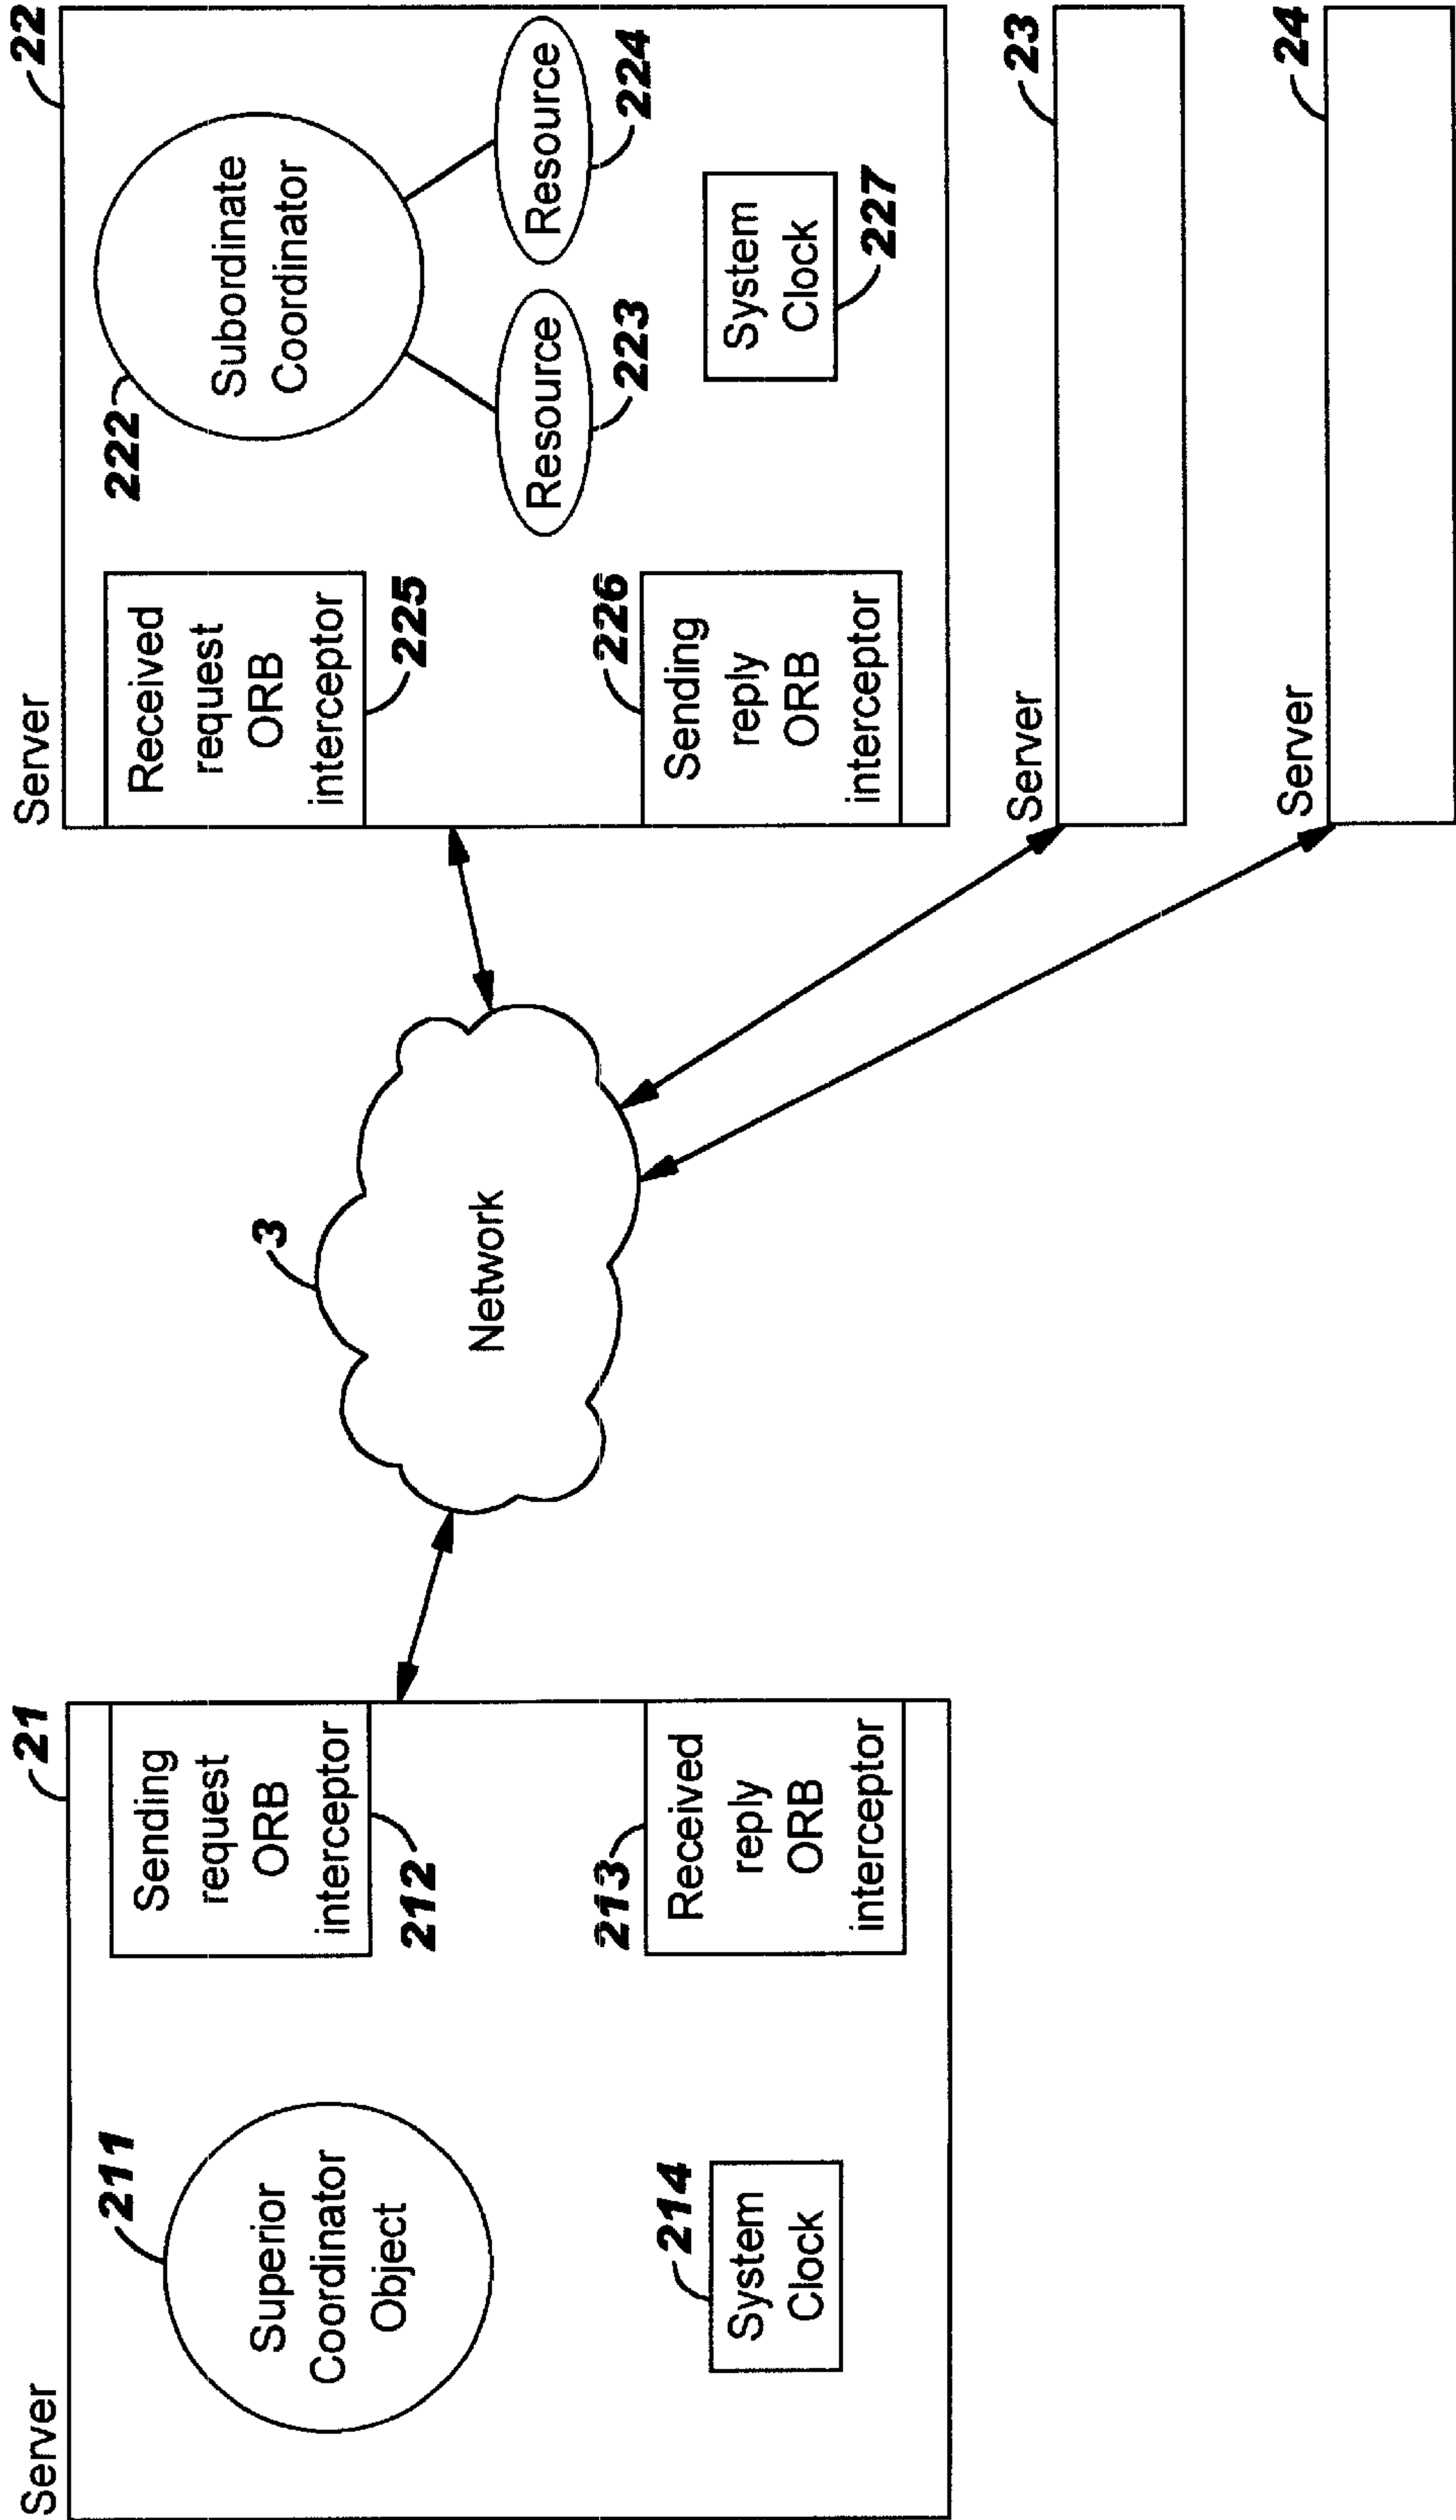 Server
21
211
Superior
Coordinator
Object
214
System
Clock
Sending
request
ORB
interceptor
212
213
Received
reply
ORB
interceptor
3
Network
Server
22
Received
request
ORB
interceptor
225
226
Sending
reply
ORB
interceptor
222
Subordinate
Coordinator
Resource
223
Resource
224
System
Clock
227
Server
23
Server
24